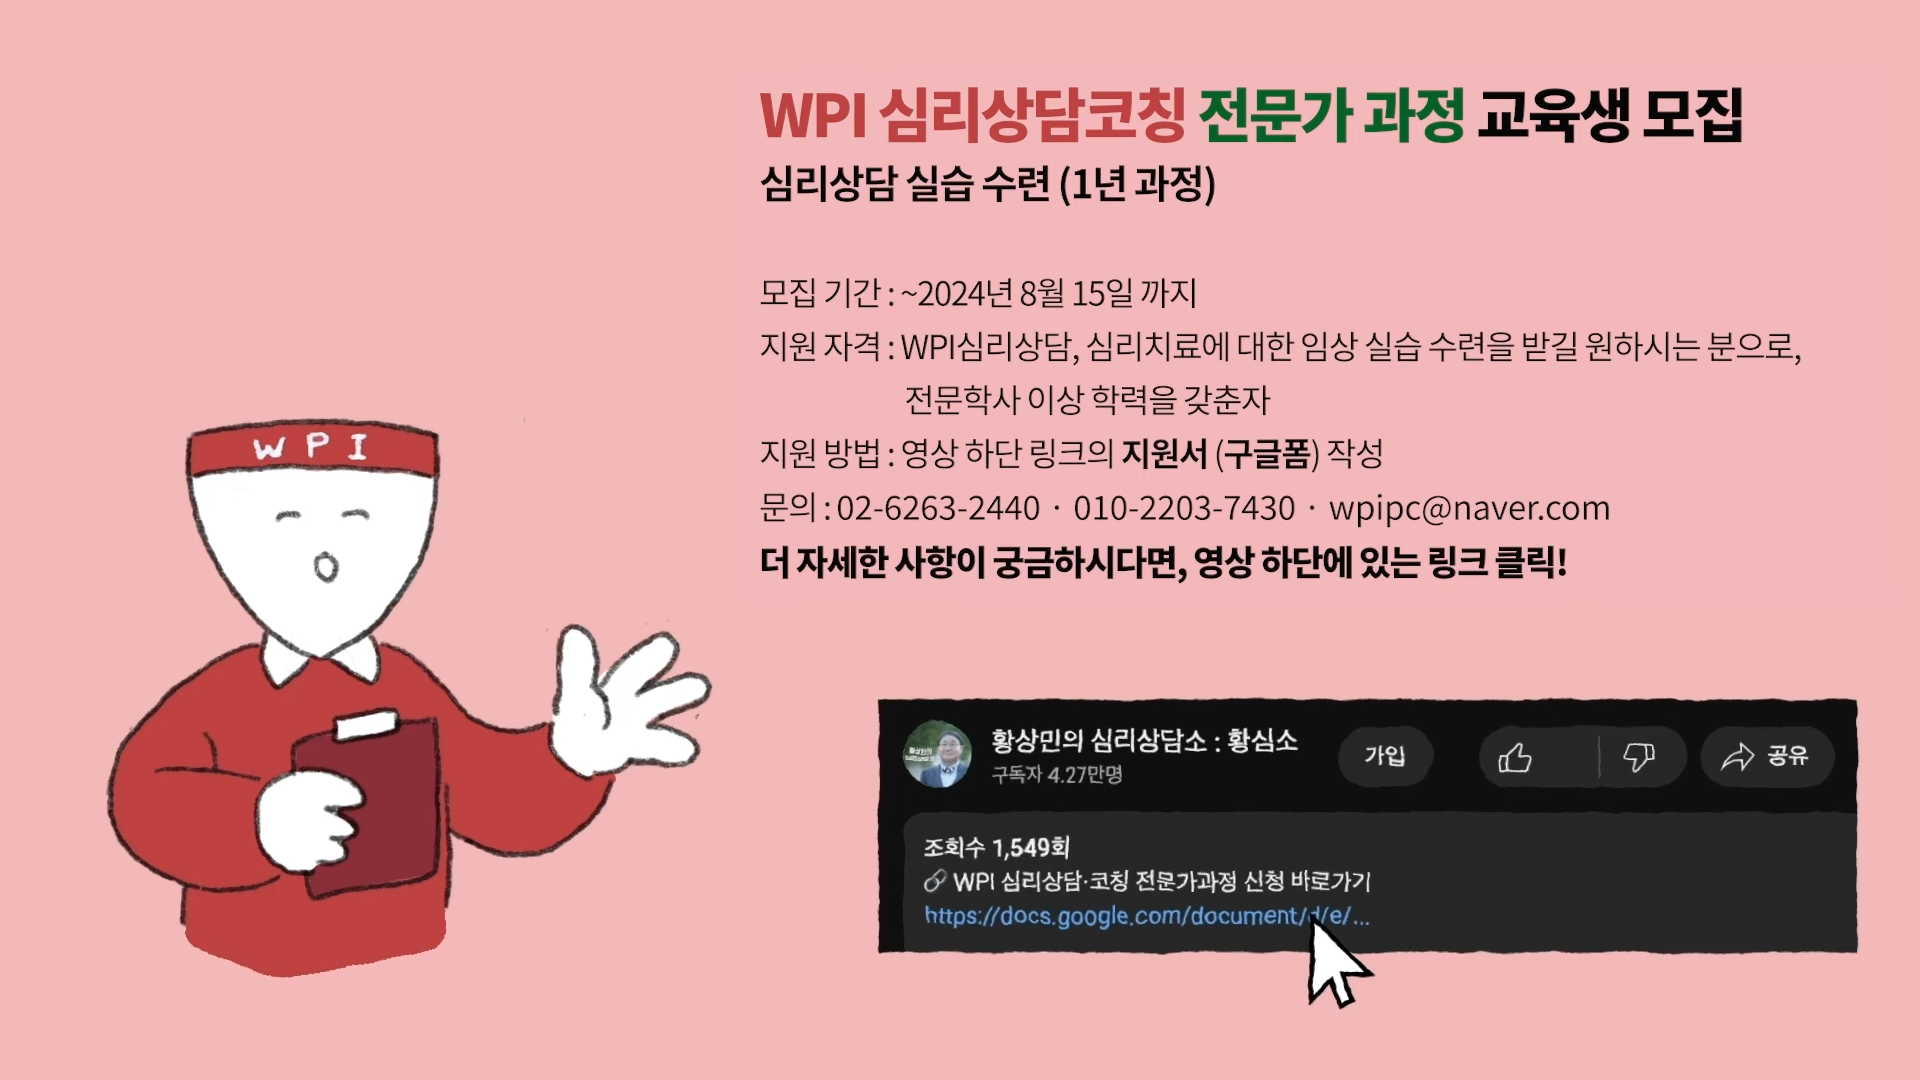 WPI 심리상담코칭 전문가 과정 교육생 모집
심리상담 실습 수련 (1년 과정)
모집 기간 : ~2024년 8월 15일 까지
지원 자격 : WPI심리상담, 심리치료에 대한 임상 실습 수련을 받길 원하시는 분으로,
전문학사 이상 학력을 갖춘자
지원 방법 : 영상 하단 링크의 지원서 (구글폼) 작성
문의 : 02-6263-2440 · 010-2203-7430 · wpipc@naver.com
더 자세한 사항이 궁금하시다면, 영상 하단에 있는 링크 클릭!
W P I
황상민의 심리상담소 : 황심소
구독자 4.27만명
가입
공유
조회수 1,549회
WPI 심리상담·코칭 전문가과정 신청 바로가기
https://docs.google.com/document/d/e/...